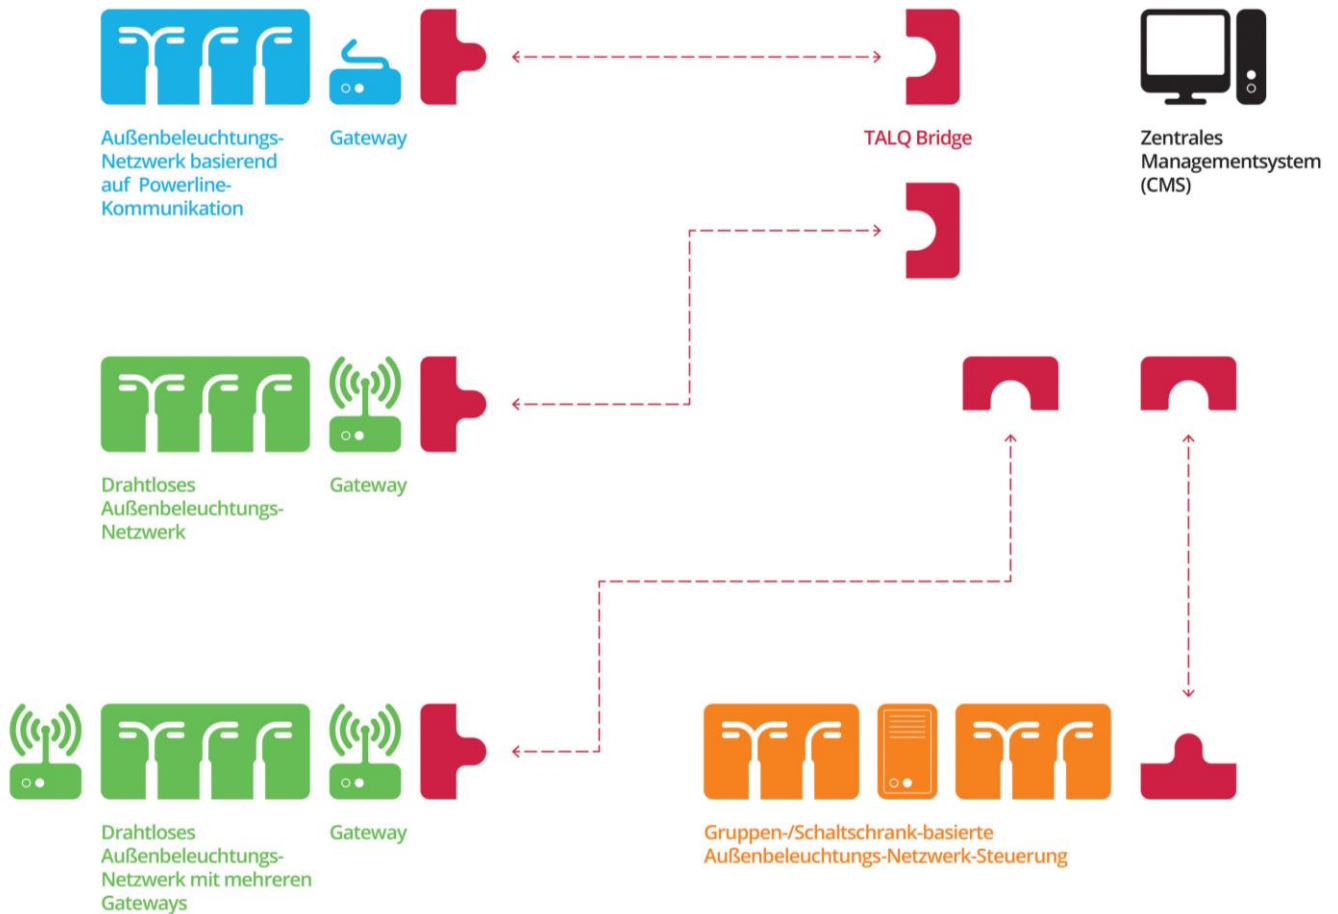 Außenbeleuchtungs-
Netzwerk basierend
auf Powerline-
Kommunikation
Gateway
TALQ Bridge
Zentrales
Managementsystem
(CMS)
Drahtloses
Außenbeleuchtungs-
Netzwerk
Gateway
Drahtloses
Außenbeleuchtungs-
Netzwerk mit mehreren
Gateways
Gateway
Gruppen-/Schaltschrank-basierte
Außenbeleuchtungs-Netzwerk-Steuerung